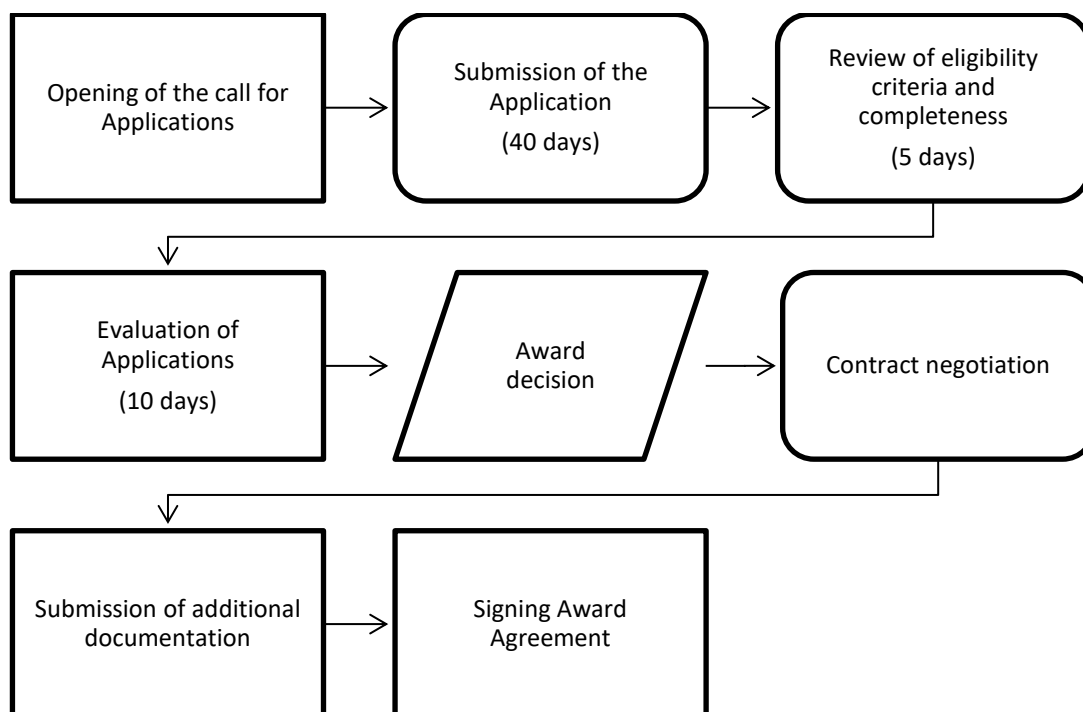 Opening of the call for
Applications
Submission of the
Application
(40 days)
Review of eligibility
criteria and
completeness
(5 days)
Evaluation of
Applications
(10 days)
Award
decision
Contract negotiation
Submission of additional
documentation
Signing Award
Agreement